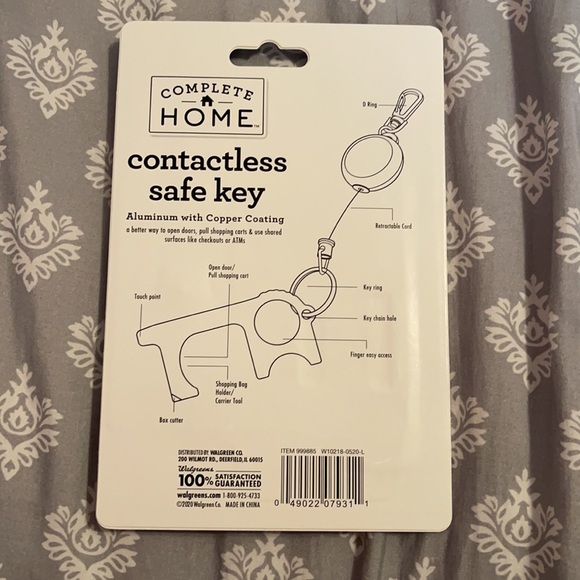 COMPLETE
HOME™
contactless
safe key
Aluminum with Copper Coating
a better way to open doors, pull shopping carts & use shared
surfaces like checkouts or ATMs
D Ring
Retractable Cord
Open door/
Pull shopping cart
Touch point
Key ring
Key chain hole
Finger easy access
Shopping Bag
Holder/
Carrier Tool
Box cutter
DISTRIBUTED BY: WALGREEN CO.
200 WILMOT RD., DEERFIELD, IL 60015
Walgreens
100% SATISFACTION
GUARANTEED
walgreens.com 1-800-925-4733
©2020 Walgreen Co. MADE IN CHINA
ITEM 999885 W10218-0520-L
0 49022 07931 1